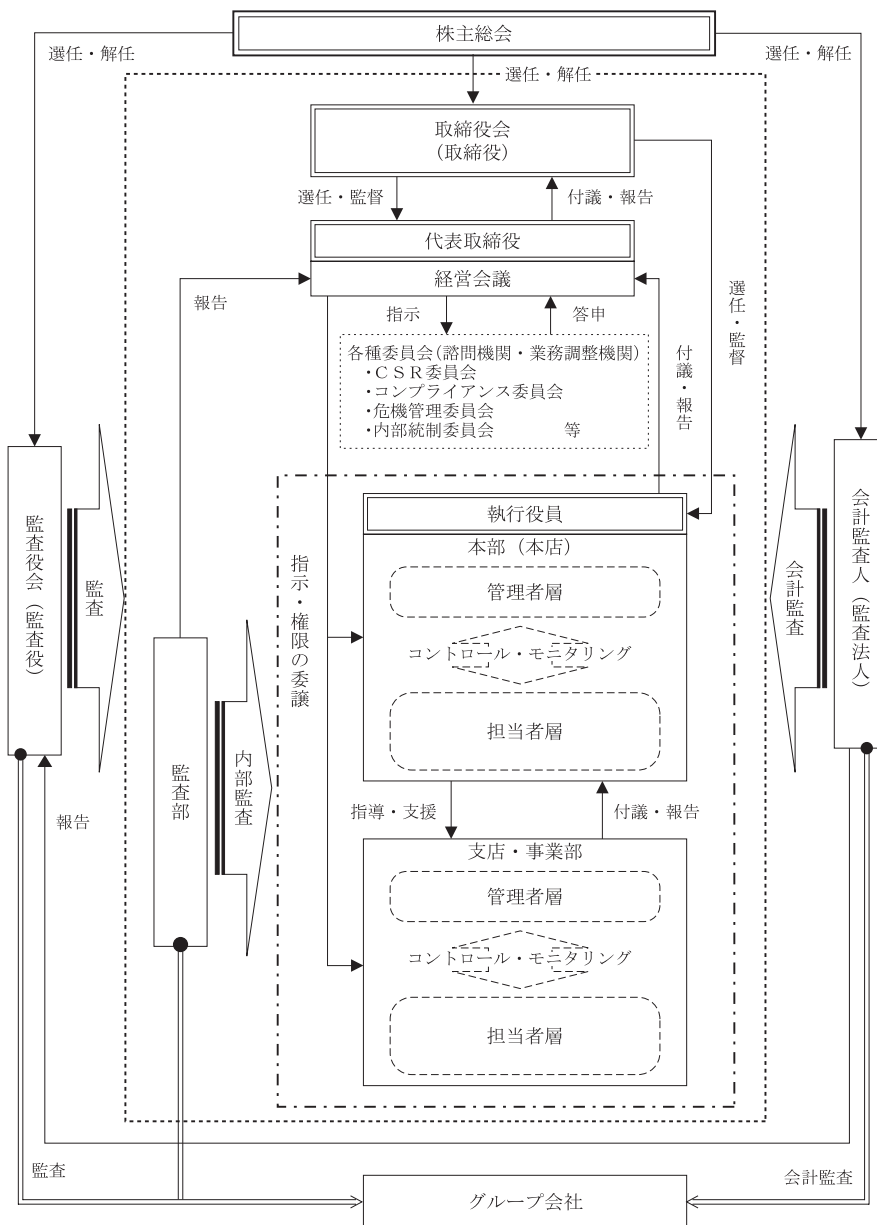 株主総会
選任・解任
選任・解任
選任・解任
取締役会
(取締役)
選任・監督
付議・報告
代表取締役
経営会議
報告
指示
答申
選任・監督
付議・報告
各種委員会(諮問機関・業務調整機関)
・CSR委員会
・コンプライアンス委員会
・危機管理委員会
・内部統制委員会 等
監査役会(監査役)
監査
会計監査
会計監査人(監査法人)
指示・権限の委譲
執行役員
本部(本店)
管理者層
コントロール・モニタリング
担当者層
監査部
内部監査
指導・支援
付議・報告
報告
支店・事業部
管理者層
コントロール・モニタリング
担当者層
監査
会計監査
グループ会社